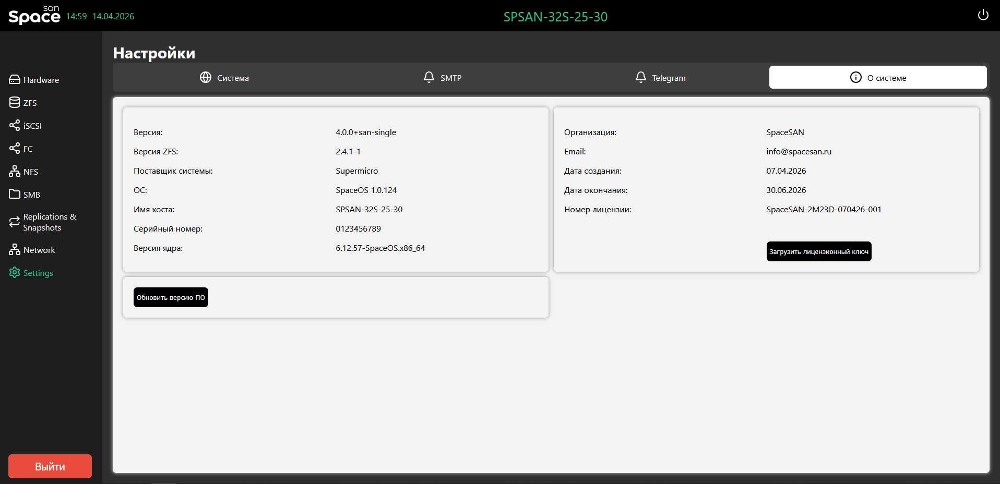 san
Space
14:59 14.04.2026
SPSAN-32S-25-30
Hardware
ZFS
iSCSI
FC
NFS
SMB
Replications &
Snapshots
Network
Settings
Выйти
Настройки
Система
SMTP
Telegram
О системе
Версия: 4.0.0+san-single
Версия ZFS: 2.4.1-1
Поставщик системы: Supermicro
ОС: SpaceOS 1.0.124
Имя хоста: SPSAN-32S-25-30
Серийный номер: 0123456789
Версия ядра: 6.12.57-SpaceOS.x86_64
Организация: SpaceSAN
Email: info@spacesan.ru
Дата создания: 07.04.2026
Дата окончания: 30.06.2026
Номер лицензии: SpaceSAN-2M23D-070426-001
Загрузить лицензионный ключ
Обновить версию ПО